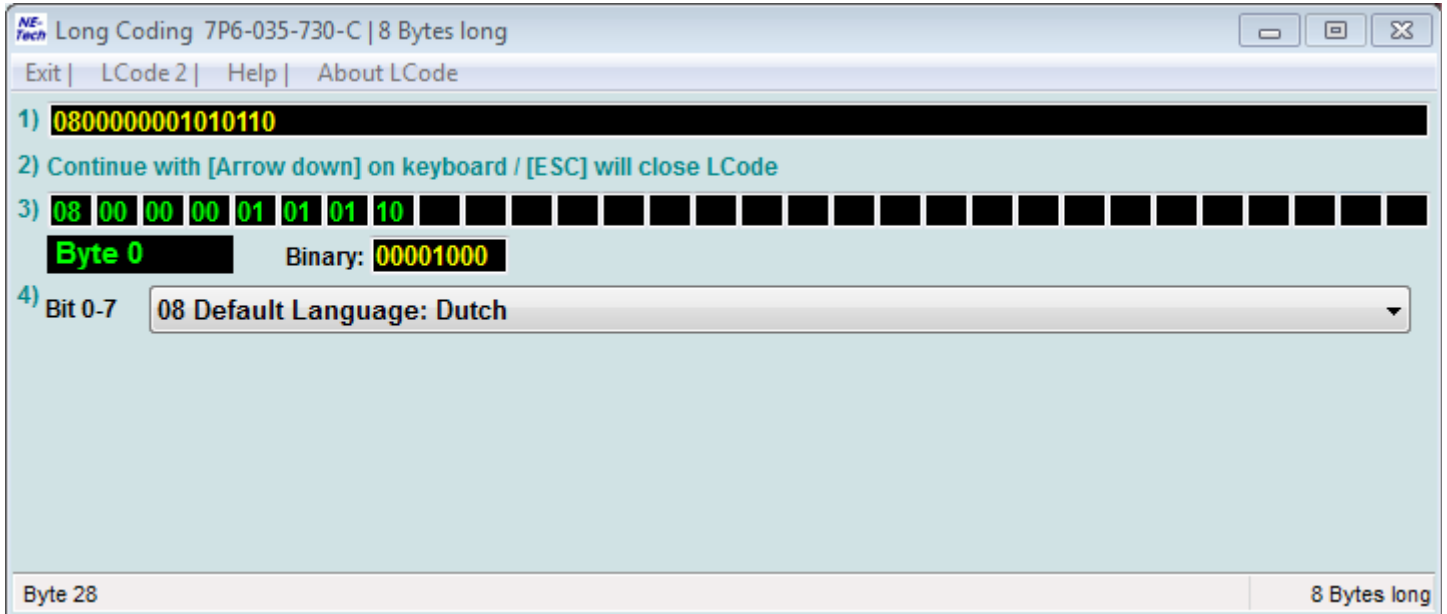 NE-Tech Long Coding 7P6-035-730-C | 8 Bytes long
Exit | LCode 2 | Help | About LCode
1) 0800000001010110
2) Continue with [Arrow down] on keyboard / [ESC] will close LCode
3) 08 00 00 00 01 01 01 10
Byte 0 Binary: 00001000
4) Bit 0-7 08 Default Language: Dutch
Byte 28 8 Bytes long